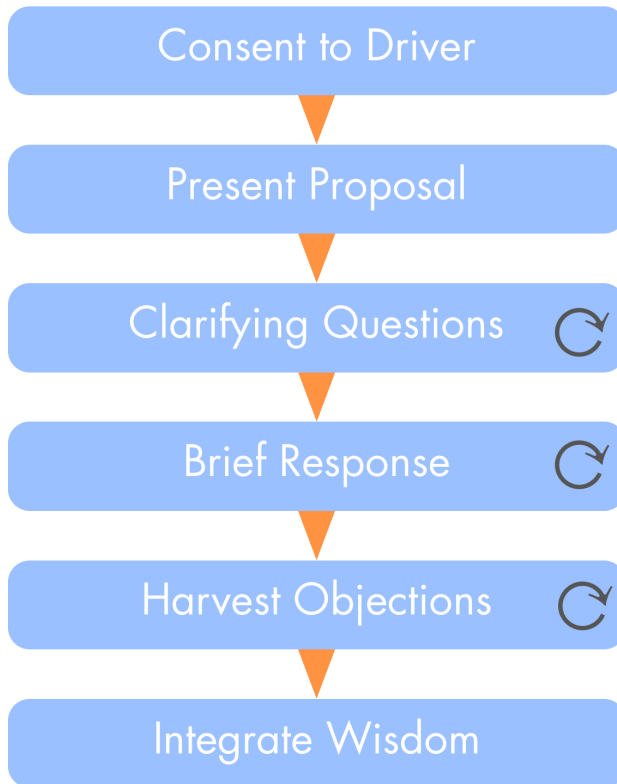 Consent to Driver
Present Proposal
Clarifying Questions
Brief Response
Harvest Objections
Integrate Wisdom